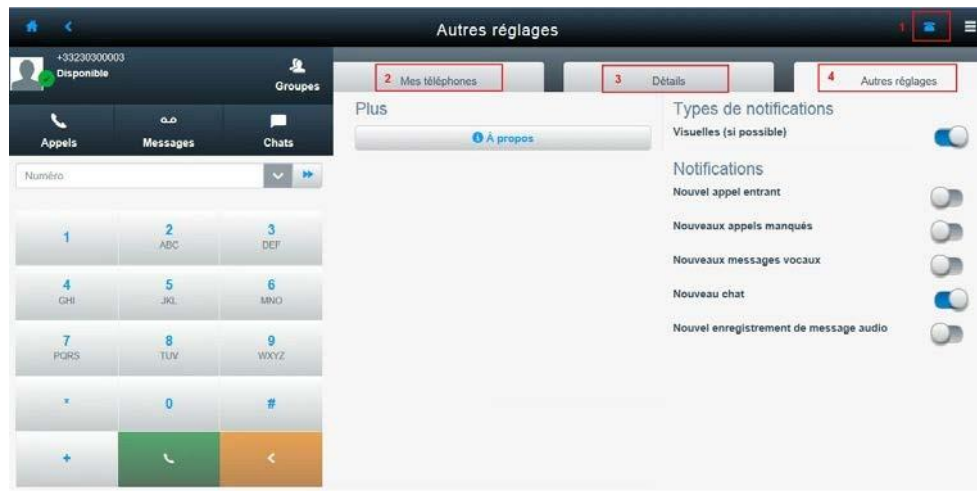 Autres réglages
1
+33230300003
Disponible
Groupes
Appels
Messages
Chats
Numéro
1
2
ABC
3
DEF
4
GHI
5
JKL
6
MNO
7
PQRS
8
TUV
9
WXYZ
*
0
#
+
2 Mes téléphones
3 Détails
4 Autres réglages
Plus
À propos
Types de notifications
Visuelles (si possible)
Notifications
Nouvel appel entrant
Nouveaux appels manqués
Nouveaux messages vocaux
Nouveau chat
Nouvel enregistrement de message audio